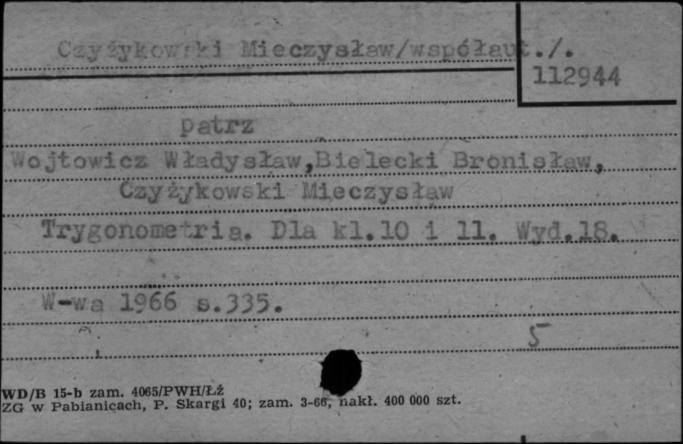 Czyżykowski Mieczysław/współaut./.
112944
patrz
Wojtowicz Władysław,Bielecki Bronisław,
Czyżykowski Mieczysław
Trygonometria. Dla kl.10 i 11. Wyd.18.
W-wa 1966 s.335.
5
WD/B 15-b zam. 4065/PWH/Łż
ZG w Pabianicach, P. Skargi 40; zam. 3-66, nakł. 400 000 szt.